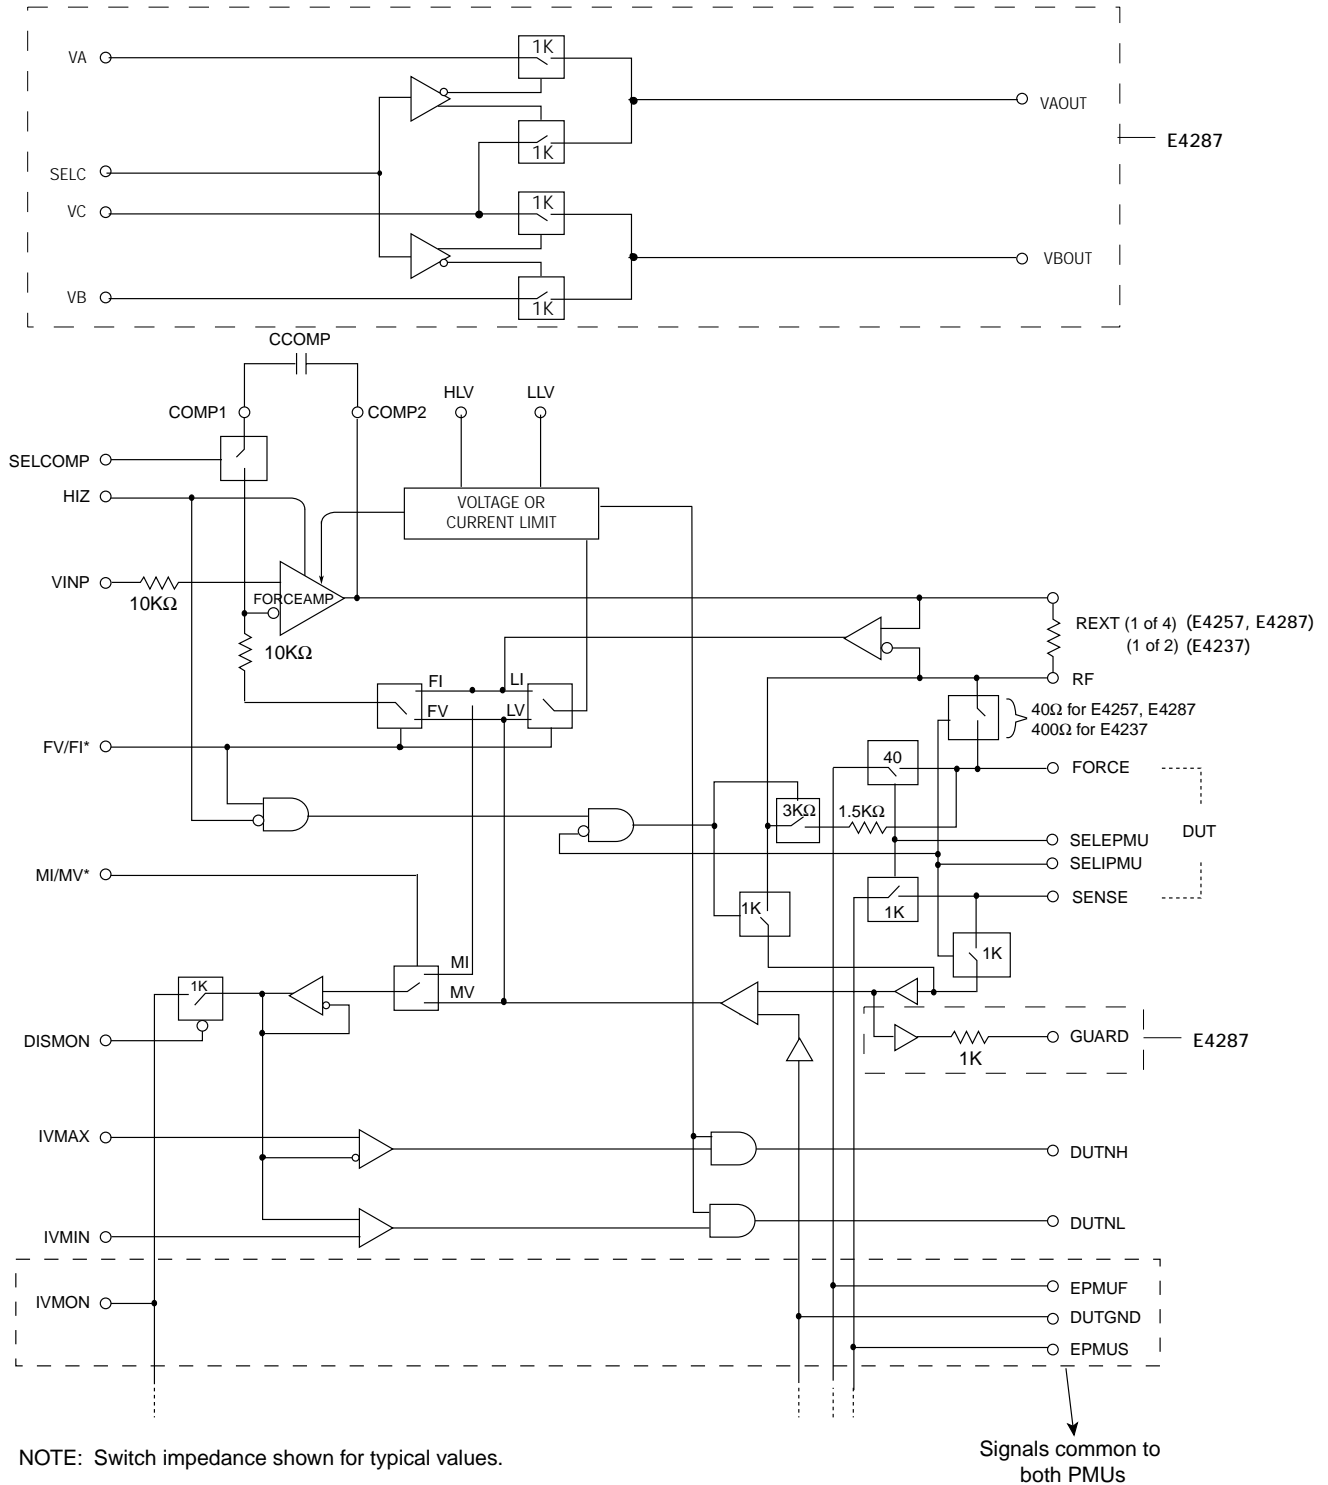 1K
VA
VAOUT
E4287
1K
SELC
VC
1K
VBOUT
VB
1K
CCOMP
HLV
LLV
COMP1
COMP2
SELCOMP
HIZ
VOLTAGE OR
CURRENT LIMIT
VINP
10KΩ
FORCEAMP
REXT (1 of 4) (E4257, E4287)
(1 of 2) (E4237)
10KΩ
RF
FI
LI
FV
LV
40Ω for E4257, E4287
400Ω for E4237
FV/FI*
40
FORCE
3KΩ
1.5KΩ
DUT
SELEPMU
SELIPMU
MI/MV*
SENSE
1K
1K
1K
MI
MV
1K
DISMON
GUARD
E4287
1K
IVMAX
DUTNH
IVMIN
DUTNL
EPMUF
IVMON
DUTGND
EPMUS
NOTE: Switch impedance shown for typical values.
Signals common to
both PMUs